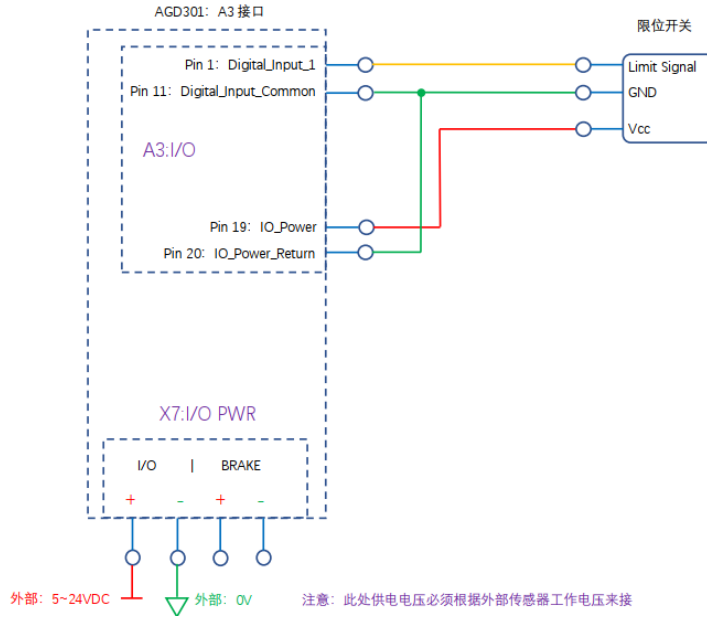 AGD301：A3 接口
限位开关
Pin 1：Digital_Input_1
Limit Signal
Pin 11：Digital_Input_Common
GND
Vcc
A3:I/O
Pin 19：IO_Power
Pin 20：IO_Power_Return
X7:I/O PWR
I/O | BRAKE
+ - + -
外部：5~24VDC
外部：0V
注意：此处供电电压必须根据外部传感器工作电压来接